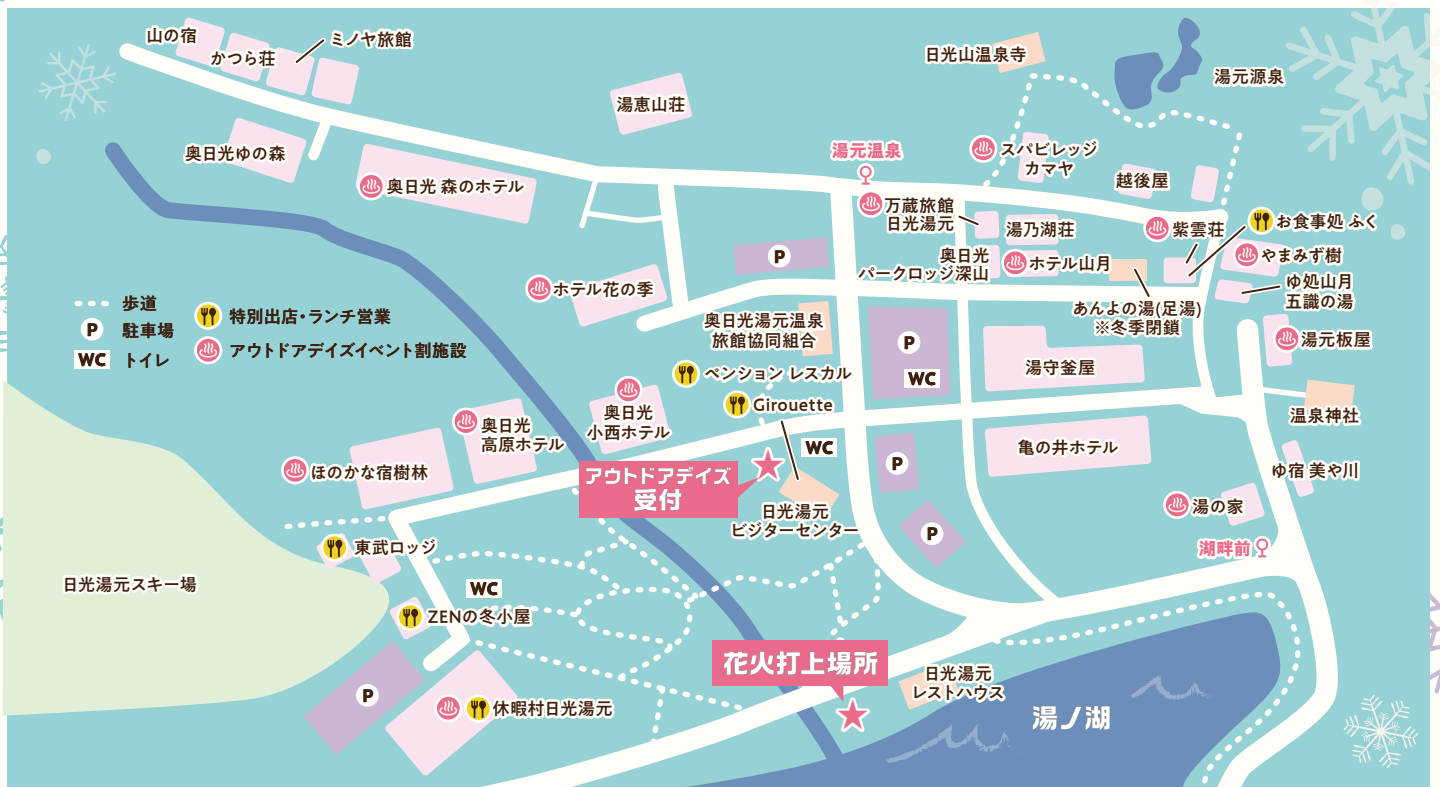 山の宿
かつら荘
ミノヤ旅館
日光山温泉寺
湯元源泉
湯恵山荘
奥日光ゆの森
奥日光 森のホテル
湯元温泉
スパビレッジ
カマヤ
越後屋
万蔵旅館
日光湯元
湯乃湖荘
紫雲荘
お食事処 ふく
やまみず樹
奥日光
パークロッジ深山
ホテル山月
ゆ処山月
五識の湯
あんよの湯(足湯)
※冬季閉鎖
P
ホテル花の季
歩道
P
駐車場
WC
トイレ
特別出店・ランチ営業
アウトドアデイズイベント割施設
奥日光湯元温泉
旅館協同組合
P
WC
湯守釜屋
湯元板屋
ペンション レスカル
Girouette
温泉神社
奥日光
小西ホテル
奥日光
高原ホテル
WC
亀の井ホテル
P
ほのかな宿樹林
アウトドアデイズ
受付
ゆ宿 美や川
日光湯元
ビジターセンター
湯の家
P
湖畔前
東武ロッジ
日光湯元スキー場
WC
ZENの冬小屋
花火打上場所
P
休暇村日光湯元
日光湯元
レストハウス
湯ノ湖